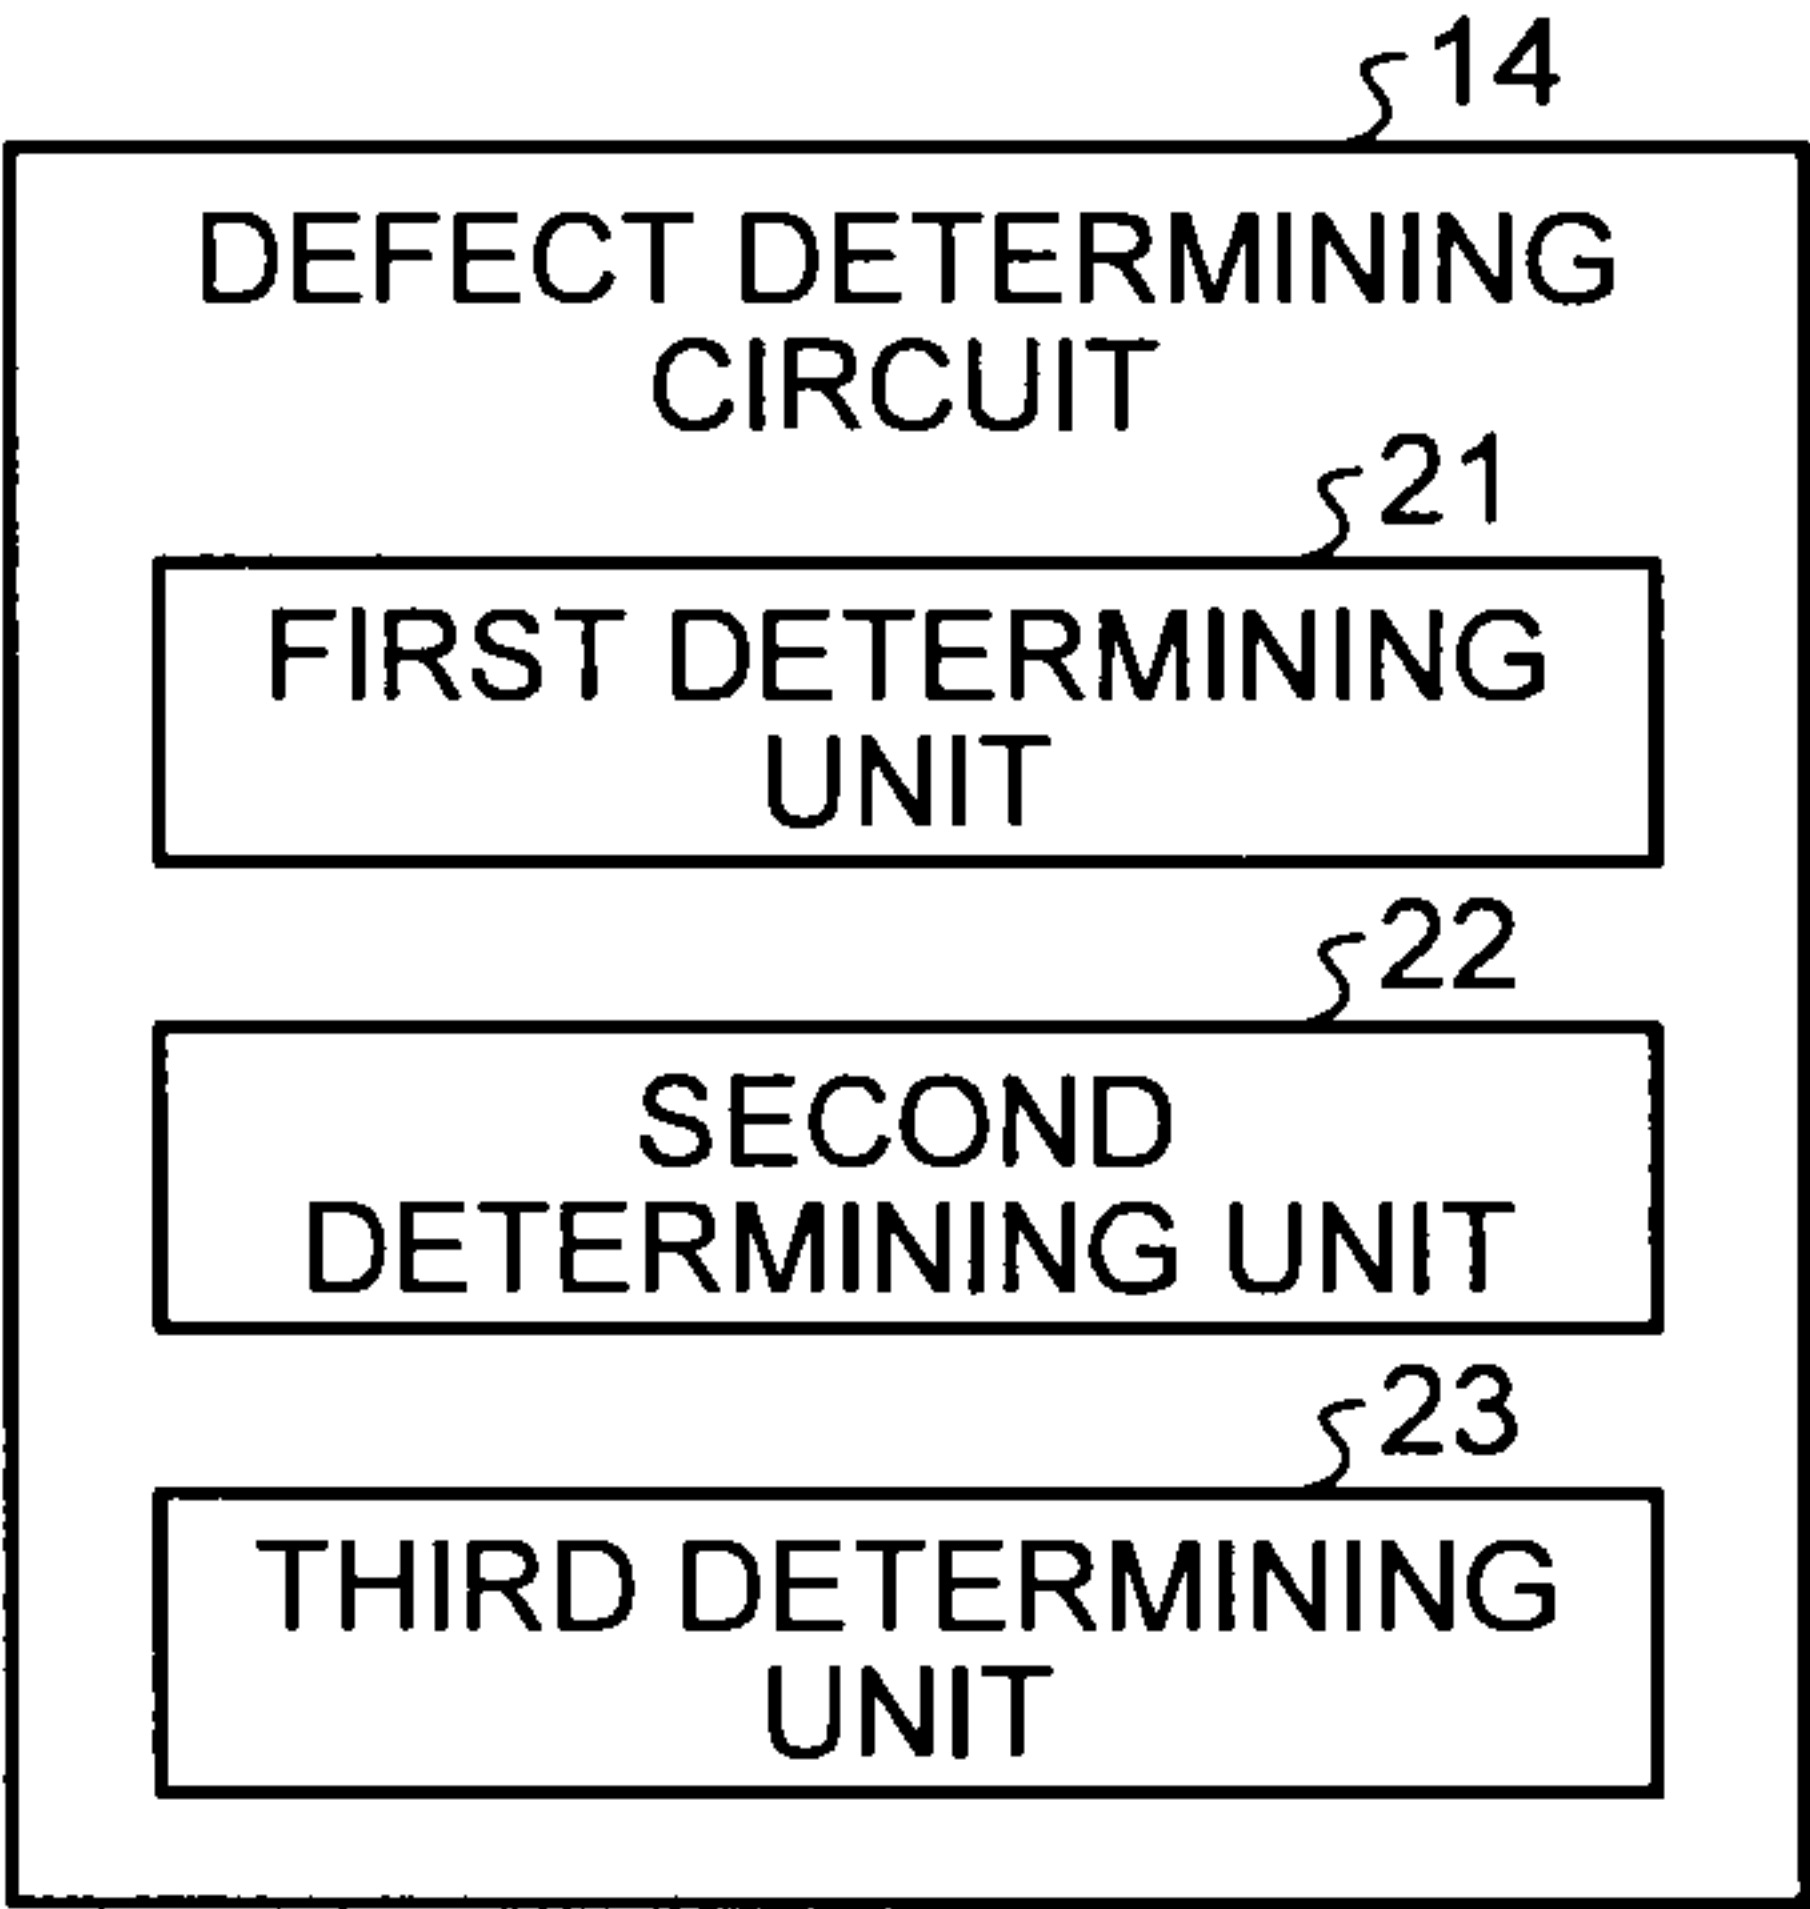 14
DEFECT DETERMINING
CIRCUIT
21
FIRST DETERMINING
UNIT
22
SECOND
DETERMINING UNIT
23
THIRD DETERMINING
UNIT